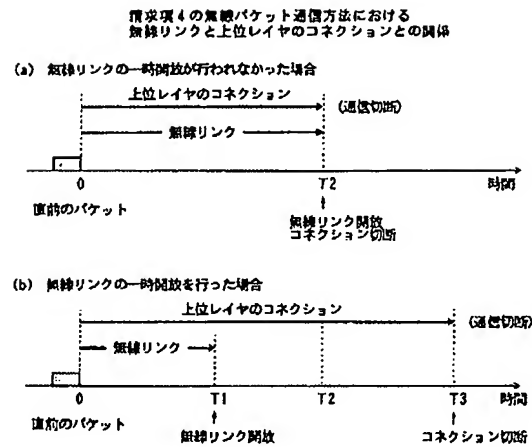 請求項4の無線パケット通信方法における
無線リンクと上位レイヤのコネクションとの関係
(a) 無線リンクの一時開放が行われなかった場合
上位レイヤのコネクション
(通信切断)
無線リンク
0
T2
時間
直前のパケット
無線リンク開放
コネクション切断
(b) 無線リンクの一時開放を行った場合
上位レイヤのコネクション
(通信切断)
無線リンク
0
T1
T2
T3
時間
直前のパケット
無線リンク開放
コネクション切断